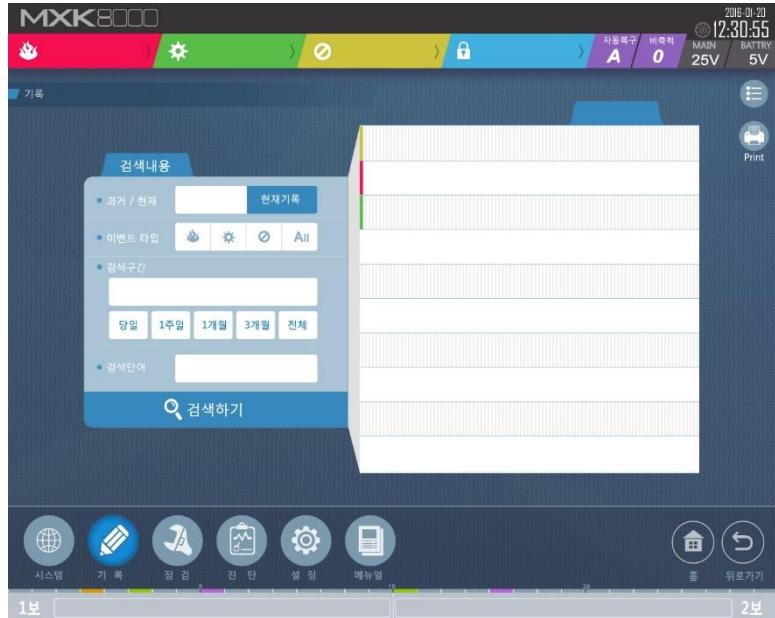 MXK8000
2016-01-20
12:30:55
자동복구
A
비축적
0
MAIN
25V
BATTRY
5V
기록
Print
검색내용
과거 / 현재
현재기록
이벤트 타입
All
검색구간
당일 1주일 1개월 3개월 전체
검색단어
검색하기
시스템 기 록 점 검 진 단 설 정 메뉴얼 홈 뒤로가기
8 16 24
1보 2보